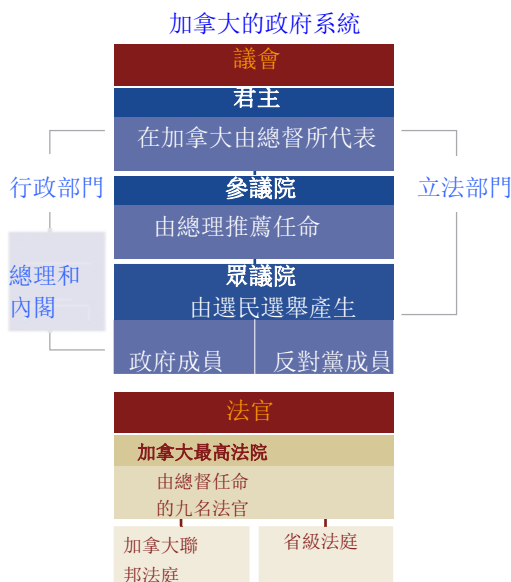 加拿大的政府系統
議會
君主
在加拿大由總督所代表
行政部門
立法部門
參議院
由總理推薦任命
總理和
內閣
眾議院
由選民選舉產生
政府成員
反對黨成員
法官
加拿大最高法院
由總督任命
的九名法官
加拿大聯
邦法庭
省級法庭